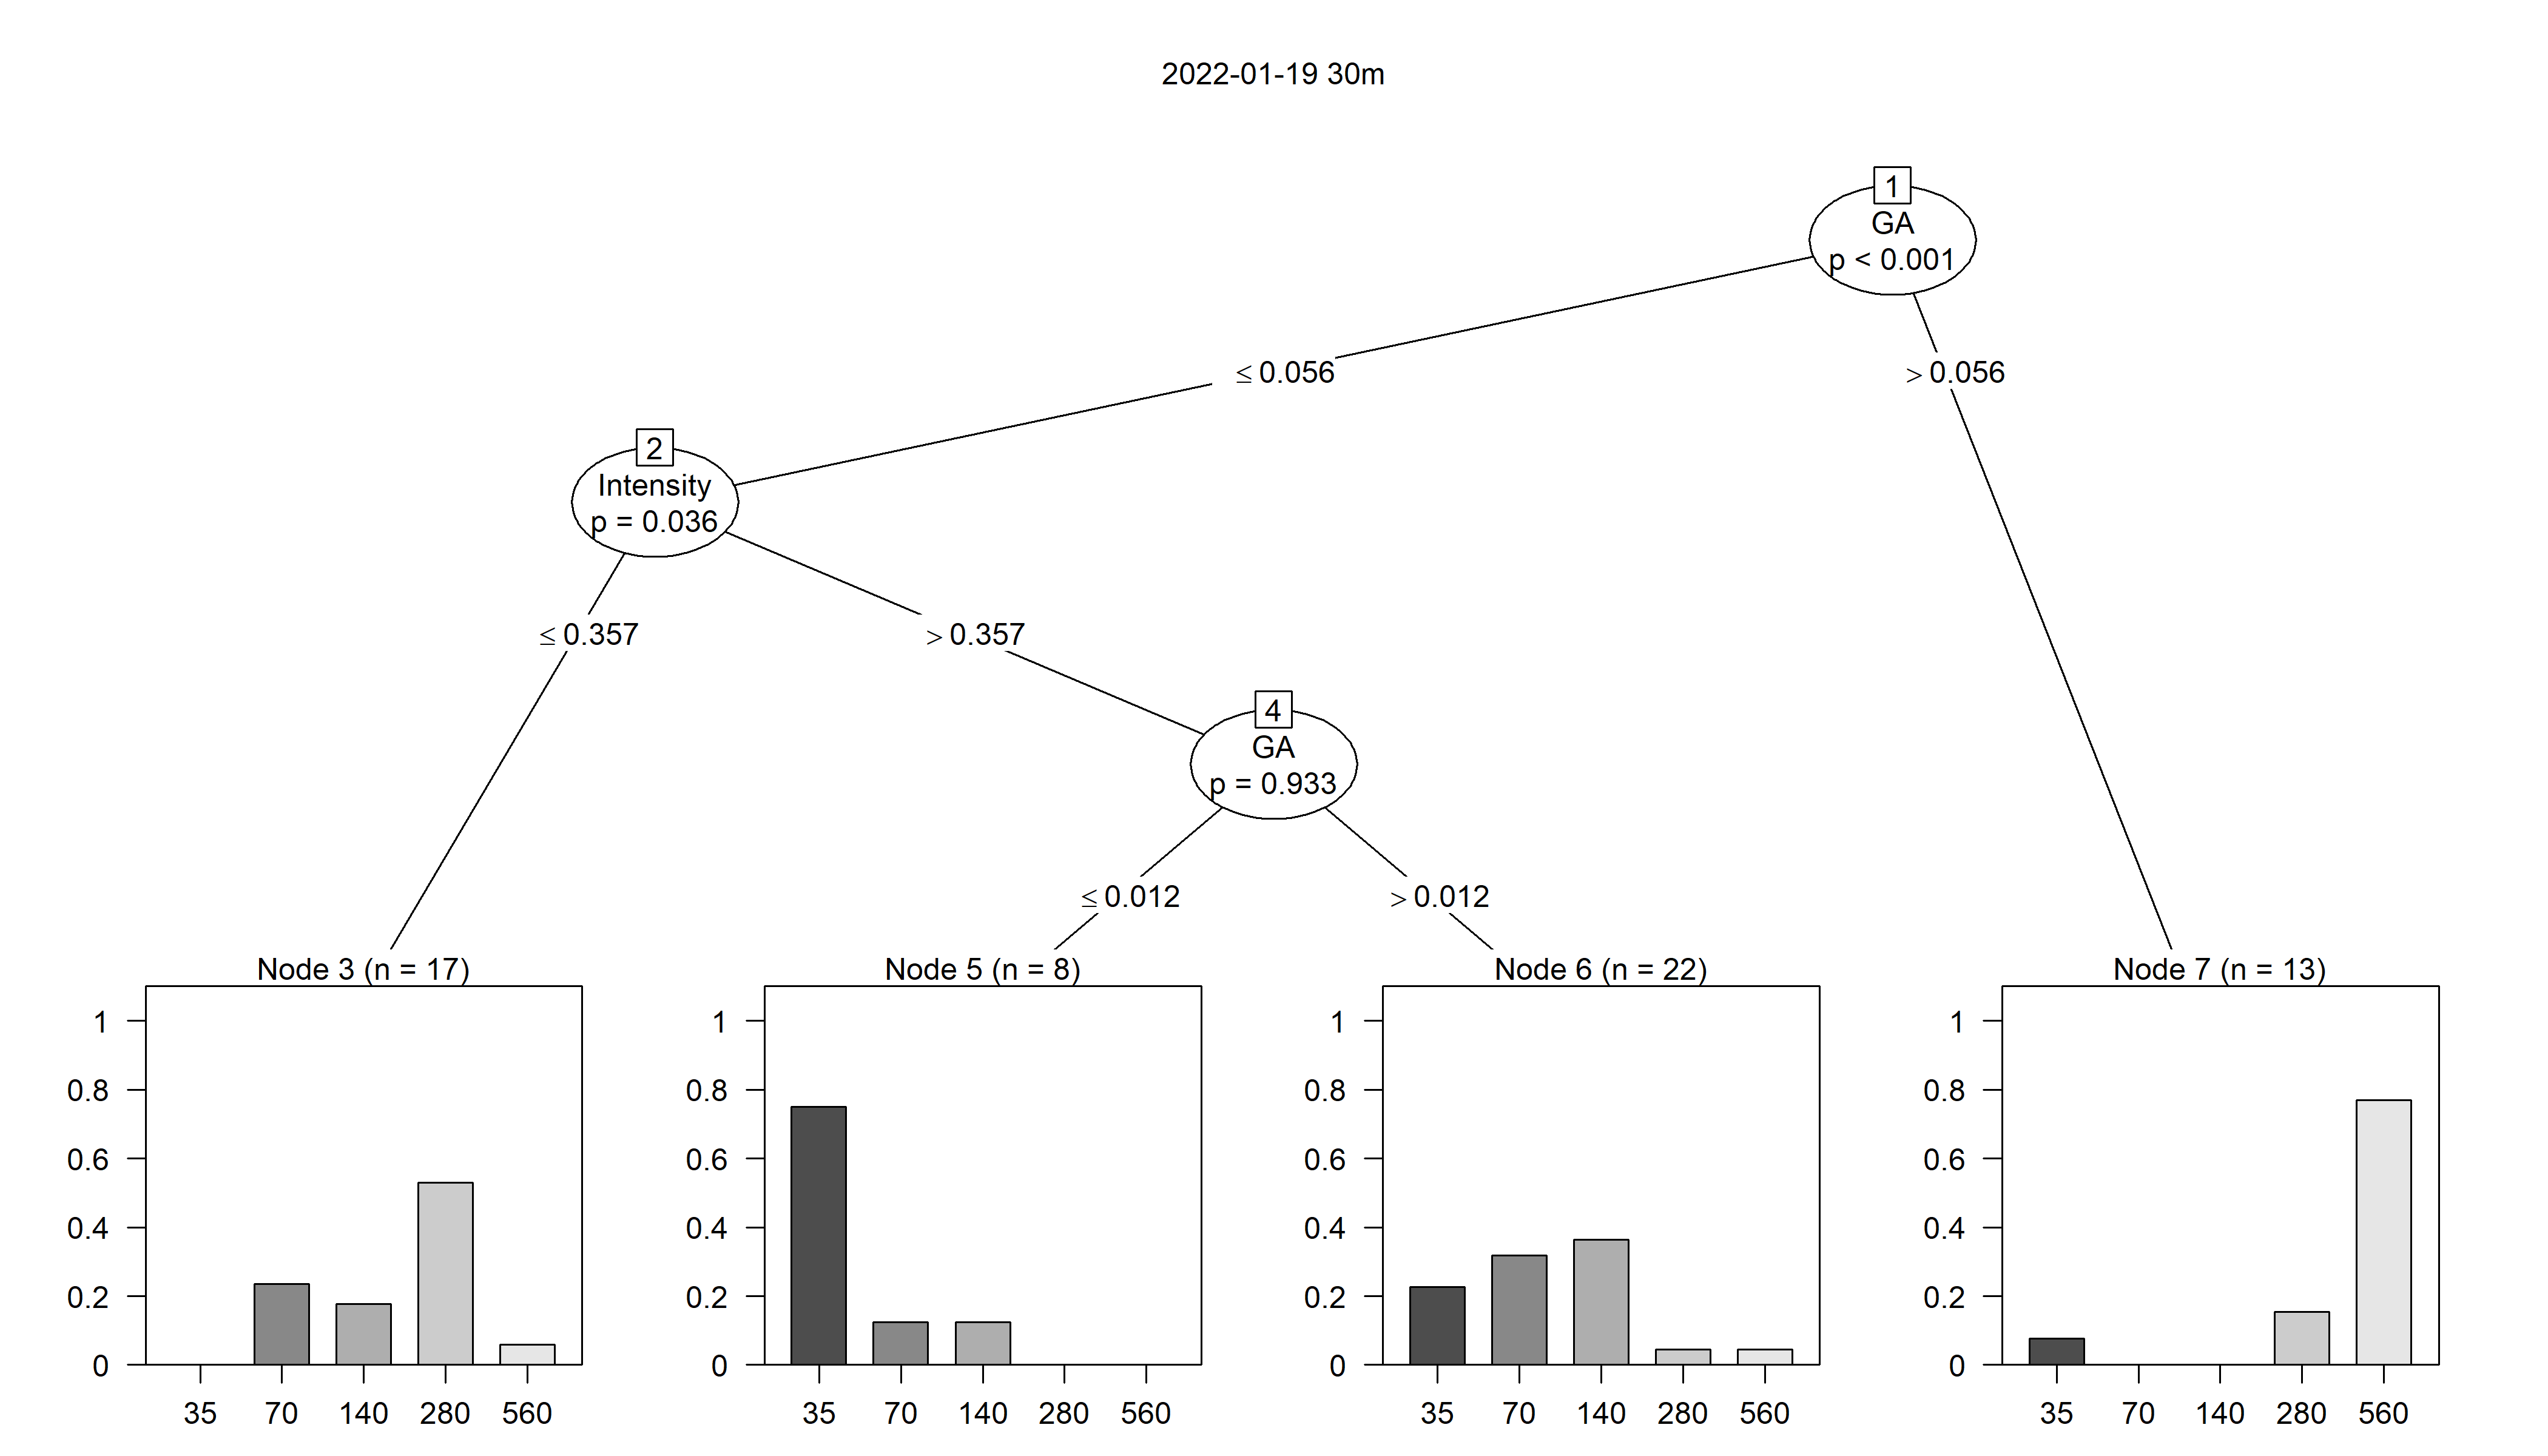 2022-01-19 30m
1
GA
p < 0.001
≤ 0.056
> 0.056
2
Intensity
p = 0.036
≤ 0.357
> 0.357
4
GA
p = 0.933
≤ 0.012
> 0.012
Node 3 (n = 17)
1
0.8
0.6
0.4
0.2
0
35 70 140 280 560
Node 5 (n = 8)
1
0.8
0.6
0.4
0.2
0
35 70 140 280 560
Node 6 (n = 22)
1
0.8
0.6
0.4
0.2
0
35 70 140 280 560
Node 7 (n = 13)
1
0.8
0.6
0.4
0.2
0
35 70 140 280 560